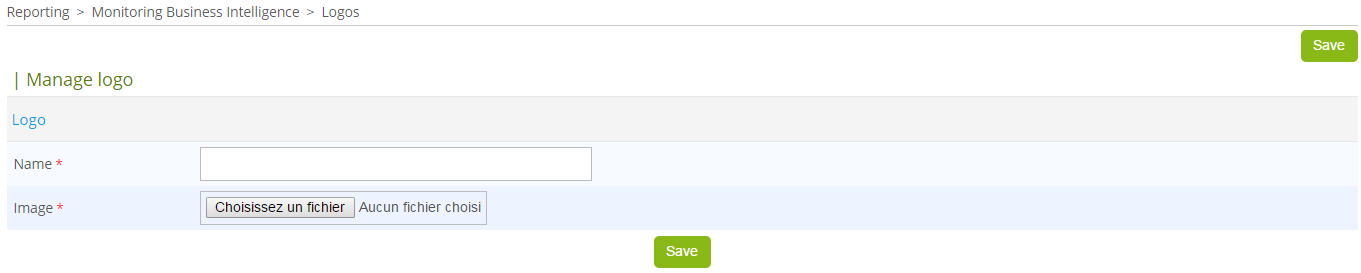 Reporting > Monitoring Business Intelligence > Logos
Save
| Manage logo
Logo
Name *
Image * Choisissez un fichier Aucun fichier choisi
Save